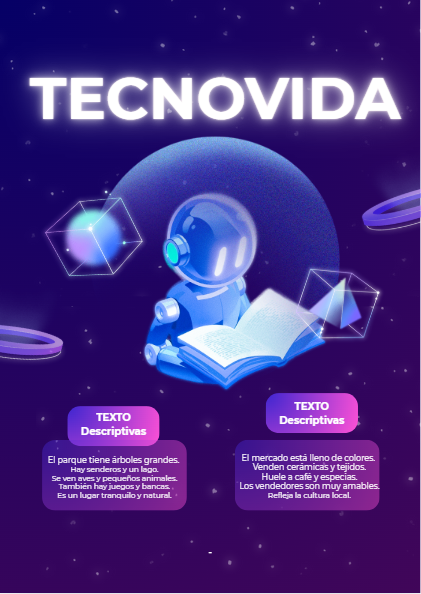 TECNOVIDA
TEXTO
Descriptivas
El parque tiene árboles grandes.
Hay senderos y un lago.
Se ven aves y pequeños animales.
También hay juegos y bancas.
Es un lugar tranquilo y natural.
TEXTO
Descriptivas
El mercado está lleno de colores.
Venden cerámicas y tejidos.
Huele a café y especias.
Los vendedores son muy amables.
Refleja la cultura local.